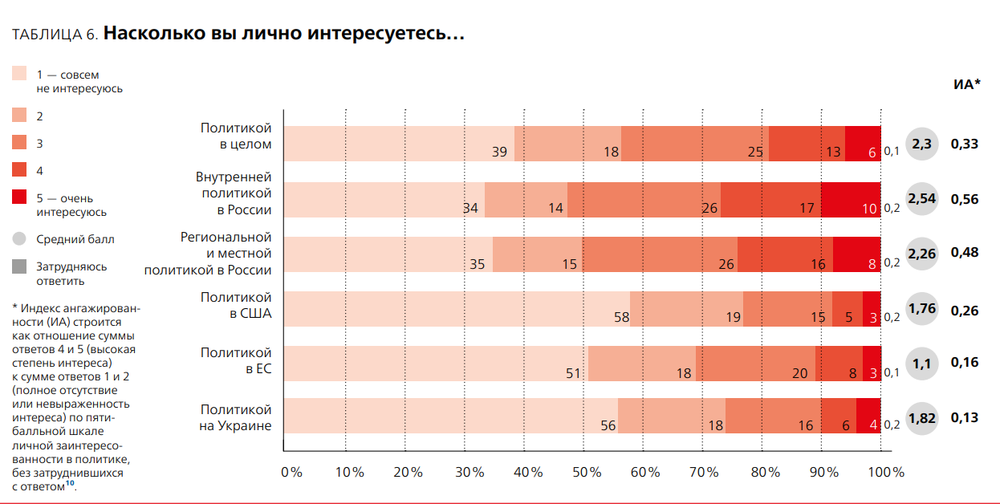 ТАБЛИЦА 6. Насколько вы лично интересуетесь...
1 — совсем
не интересуюсь
2
3
4
5 — очень
интересуюсь
Средний балл
Затрудняюсь
ответить
* Индекс ангажирован-
ности (ИА) строится
как отношение суммы
ответов 4 и 5 (высокая
степень интереса)
к сумме ответов 1 и 2
(полное отсутствие
или невыраженность
интереса) по пяти-
балльной шкале
личной заинтересо-
ванности в политике,
без затруднившихся
с ответом10.
ИА*
Политикой
в целом
39 18 25 13 6 0,1 2,3 0,33
Внутренней
политикой
в России
34 14 26 17 10 0,2 2,54 0,56
Региональной
и местной
политикой в России
35 15 26 16 8 0,2 2,26 0,48
Политикой
в США
58 19 15 5 3 0,2 1,76 0,26
Политикой
в ЕС
51 18 20 8 3 0,1 1,1 0,16
Политикой
на Украине
56 18 16 6 4 0,2 1,82 0,13
0% 10% 20% 30% 40% 50% 60% 70% 80% 90% 100%